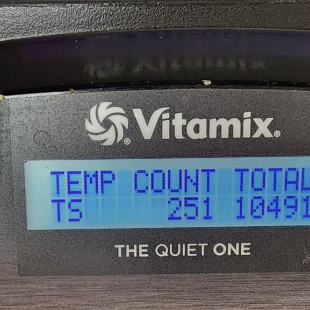 Vitamix®
TEMP COUNT TOTAL
TS 251 10491
THE QUIET ONE